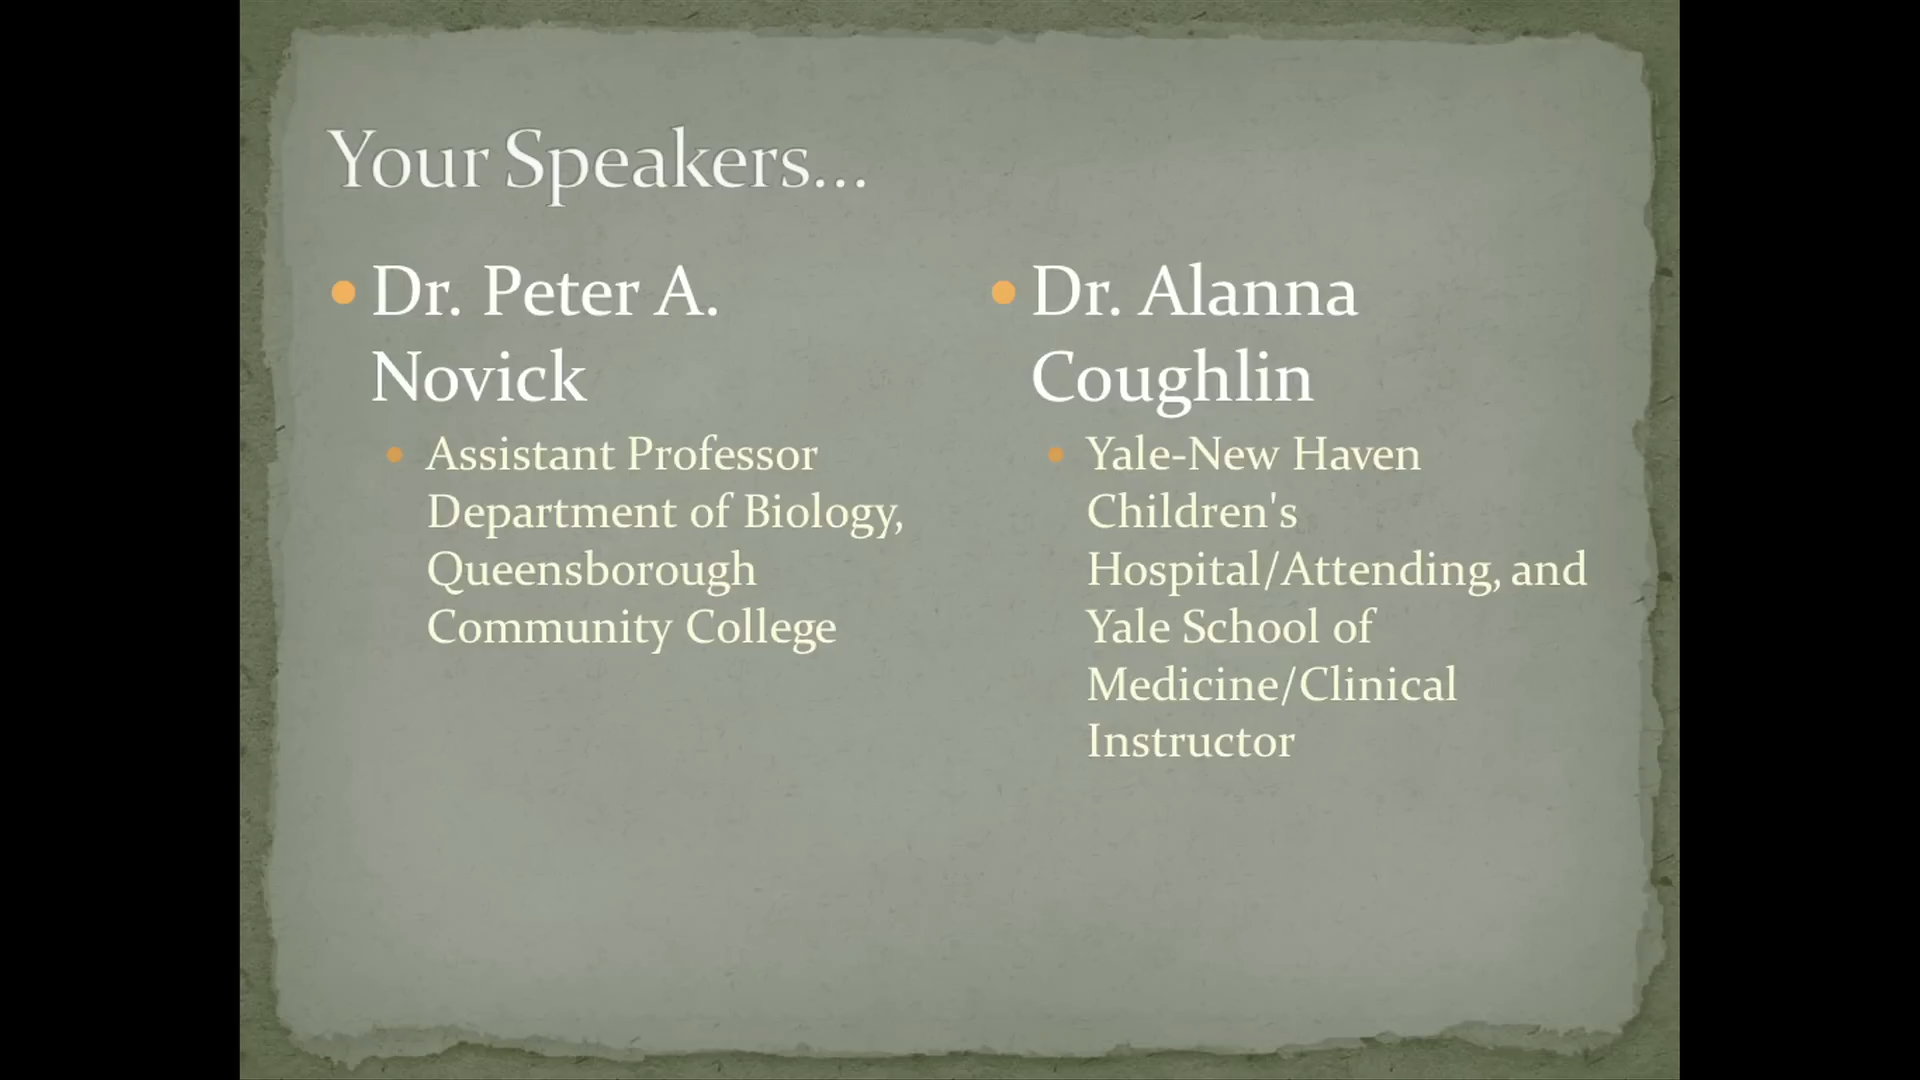 Your Speakers...
Dr. Peter A.
Novick
Assistant Professor
Department of Biology,
Queensborough
Community College
Dr. Alanna
Coughlin
Yale-New Haven
Children's
Hospital/Attending, and
Yale School of
Medicine/Clinical
Instructor